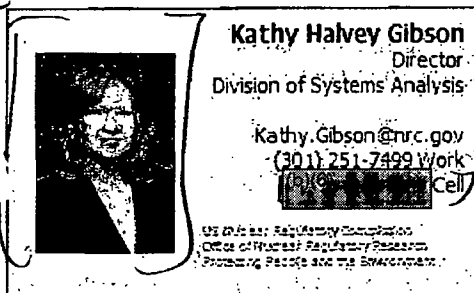 Kathy Halvey Gibson
Director
Division of Systems Analysis
Kathy.Gibson@nrc.gov
(301) 251-7499 Work
(b)(6) Cell
US Nuclear Regulatory Commission
Office of Nuclear Regulatory Research
Protecting People and the Environment